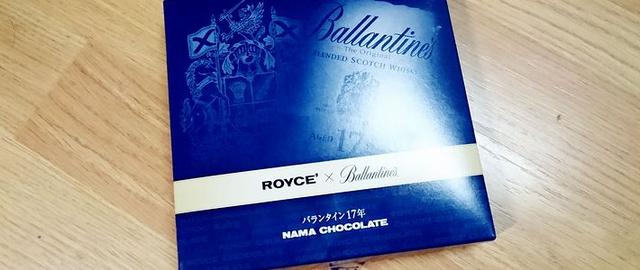 Ballantine's
The Original
BLENDED SCOTCH WHISKY
AGED 17
ROYCE' × Ballantine's
バランタイン17年
NAMA CHOCOLATE